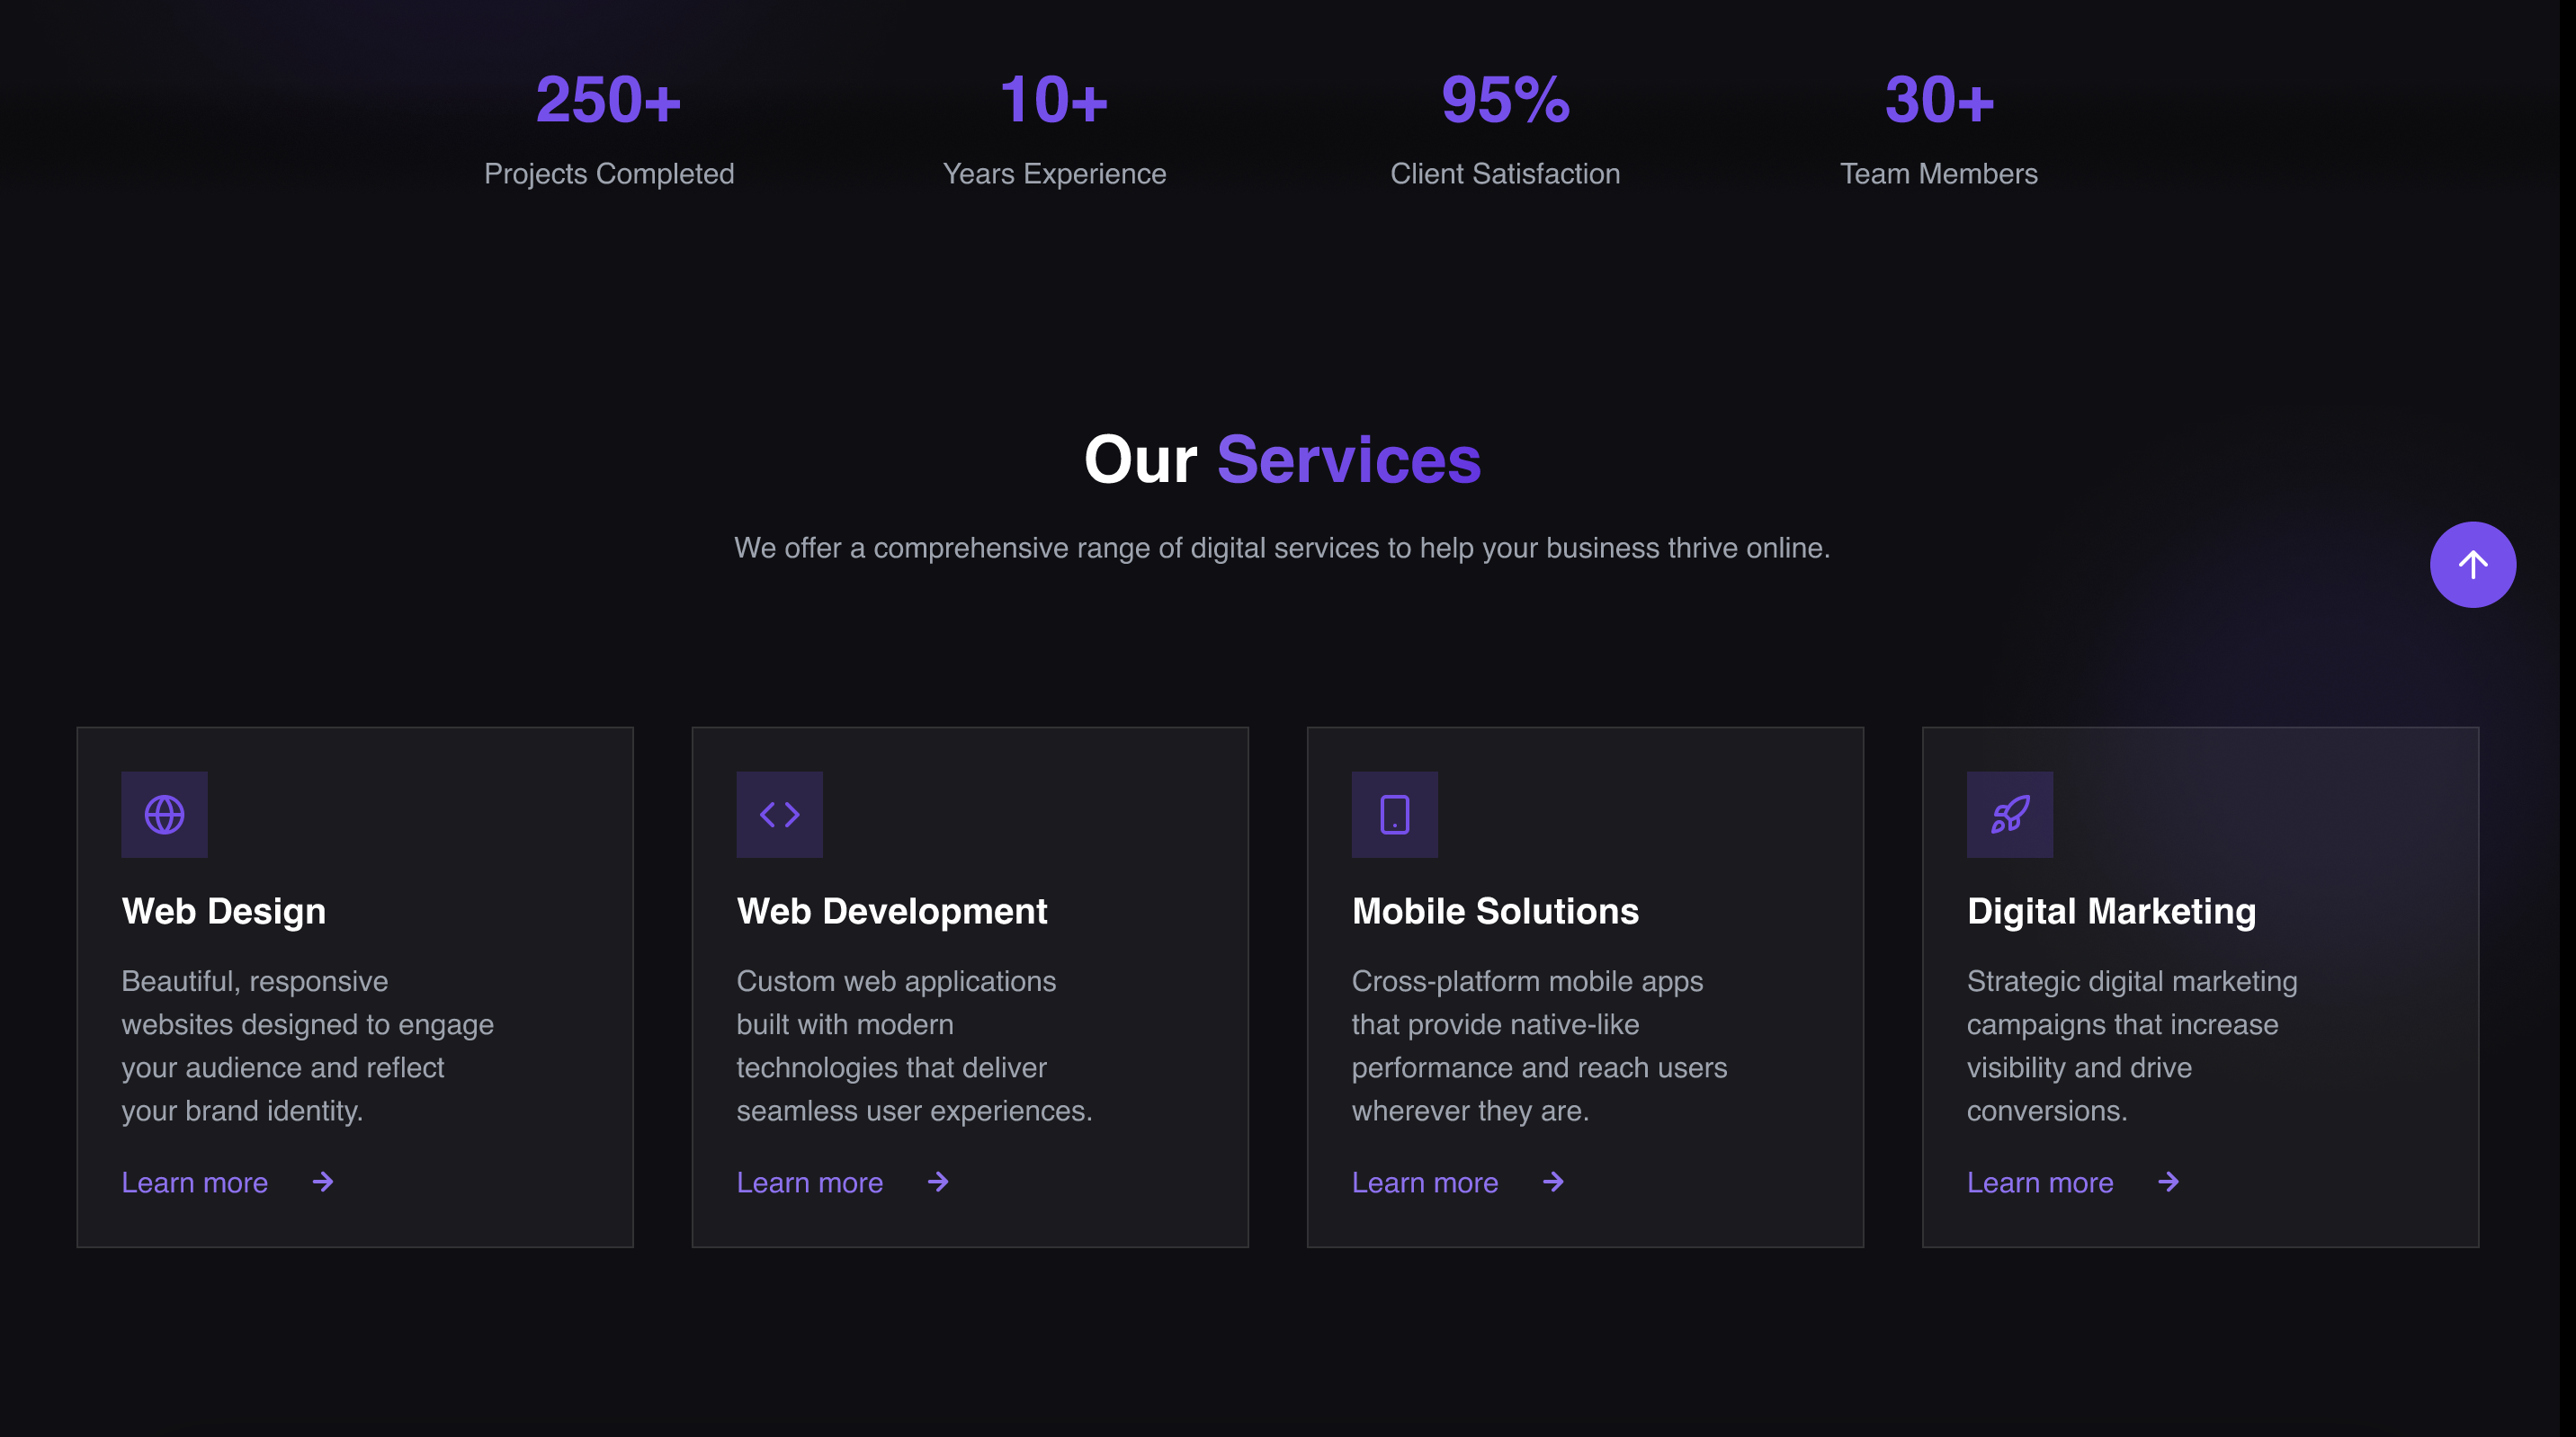 250+ 10+ 95% 30+
Projects Completed Years Experience Client Satisfaction Team Members
Our Services
We offer a comprehensive range of digital services to help your business thrive online.
Web Design
Beautiful, responsive
websites designed to engage
your audience and reflect
your brand identity.
Learn more
Web Development
Custom web applications
built with modern
technologies that deliver
seamless user experiences.
Learn more
Mobile Solutions
Cross-platform mobile apps
that provide native-like
performance and reach users
wherever they are.
Learn more
Digital Marketing
Strategic digital marketing
campaigns that increase
visibility and drive
conversions.
Learn more